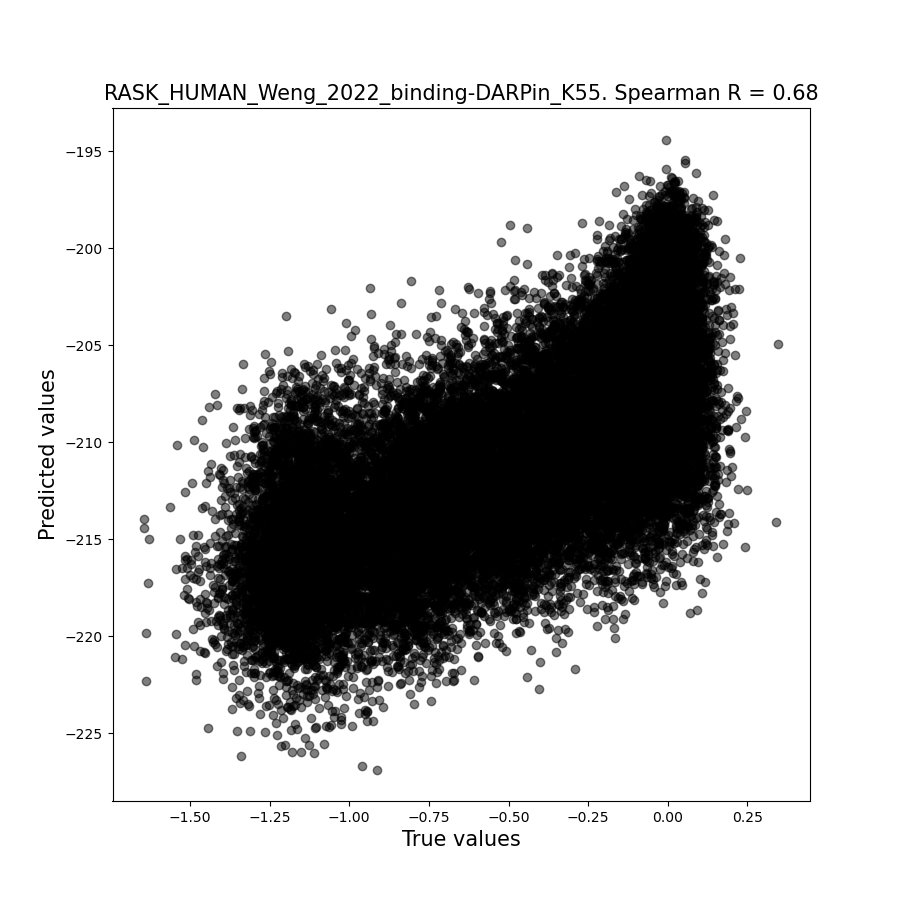 RASK_HUMAN_Weng_2022_binding-DARPin_K55. Spearman R = 0.68
−195
−200
−205
−210
−215
−220
−225
Predicted values
−1.50 −1.25 −1.00 −0.75 −0.50 −0.25 0.00 0.25
True values